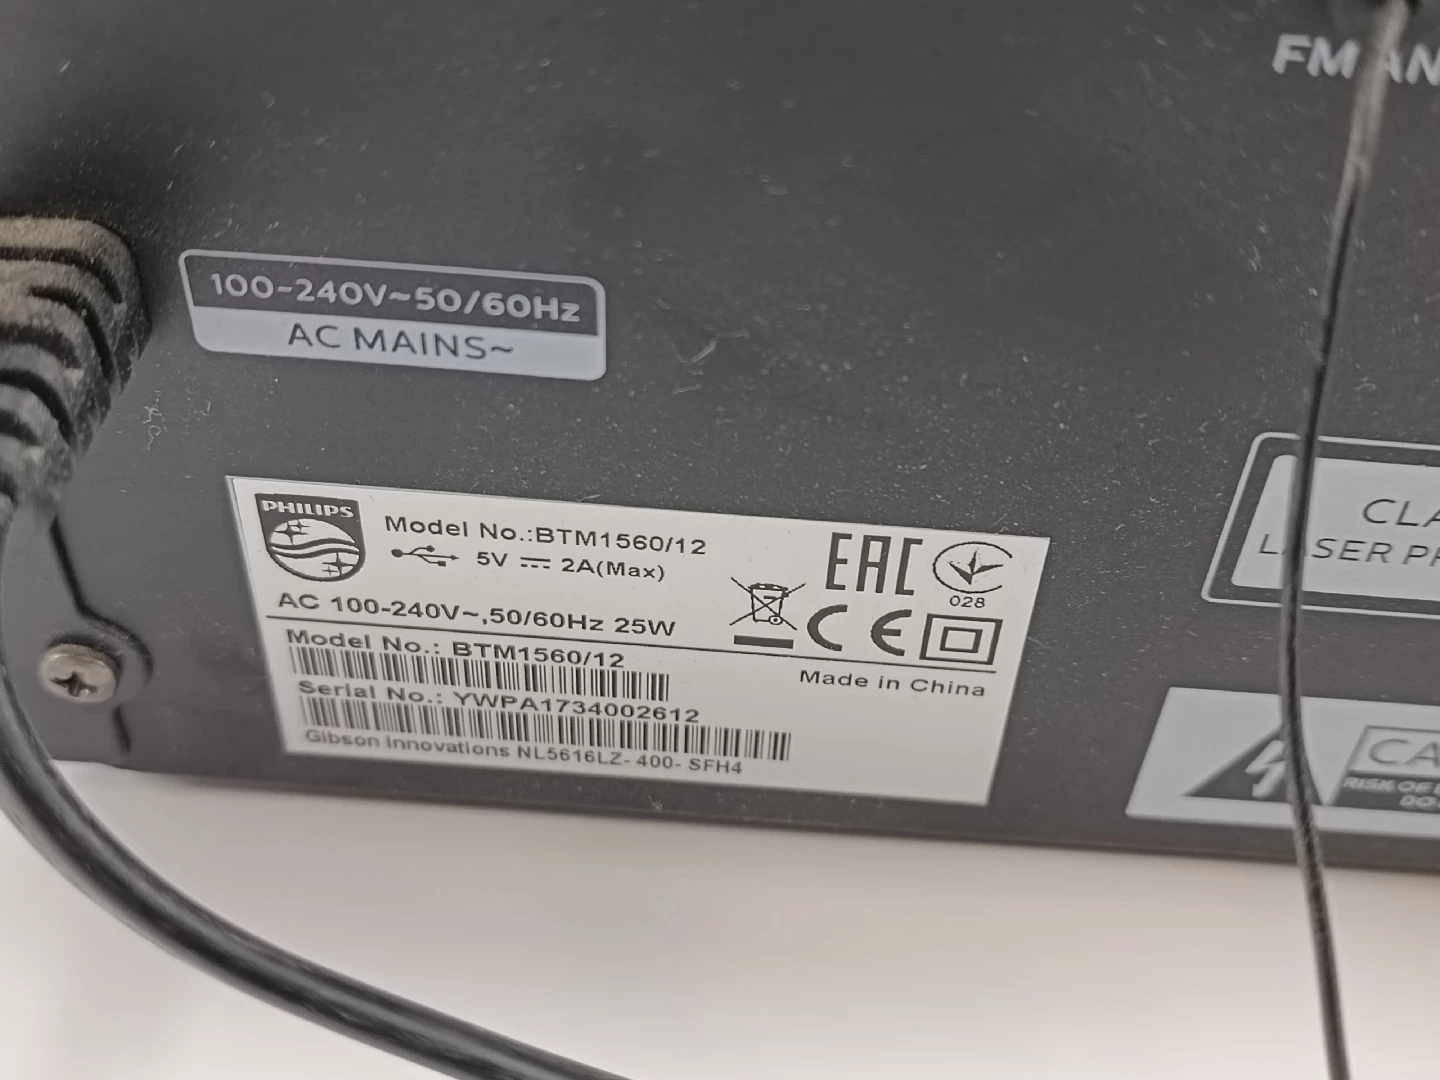 FM AN
100-240V~50/60Hz
AC MAINS~
PHILIPS
Model No.:BTM1560/12
5V ⎓ 2A(Max)
AC 100-240V~,50/60Hz 25W
EAC
028
CE
Model No.: BTM1560/12
Made in China
Serial No.: YWPA1734002612
Gibson Innovations NL5616LZ- 400- SFH4
CLA
LASER PR
CA
RISK OF E
DO